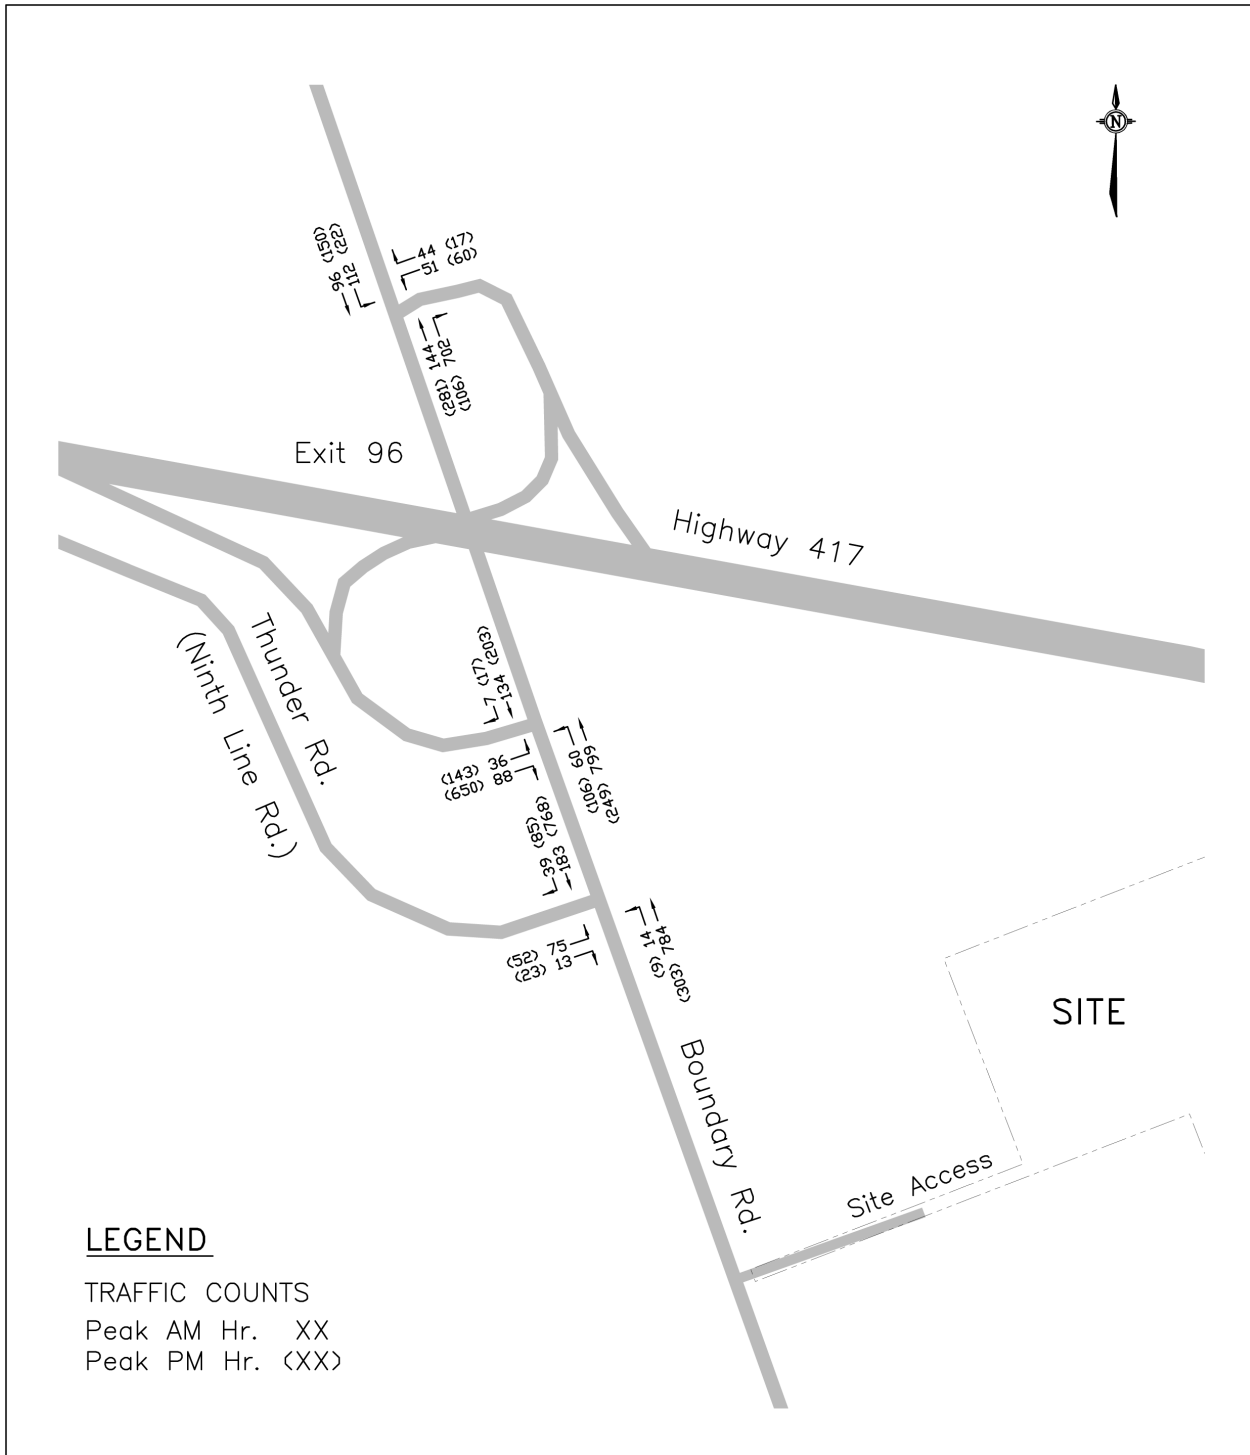 N
96 (150)
112 (22)
44 (17)
51 (60)
(281) 144
(106) 702
Exit 96
Highway 417
Thunder Rd.
(Ninth Line Rd.)
7 (17)
134 (203)
(143) 36
(650) 88
(106) 60
(249) 799
39 (85)
183 (768)
(52) 75
(23) 13
(9) 14
(303) 784
SITE
Boundary Rd.
Site Access
LEGEND
TRAFFIC COUNTS
Peak AM Hr. XX
Peak PM Hr. (XX)